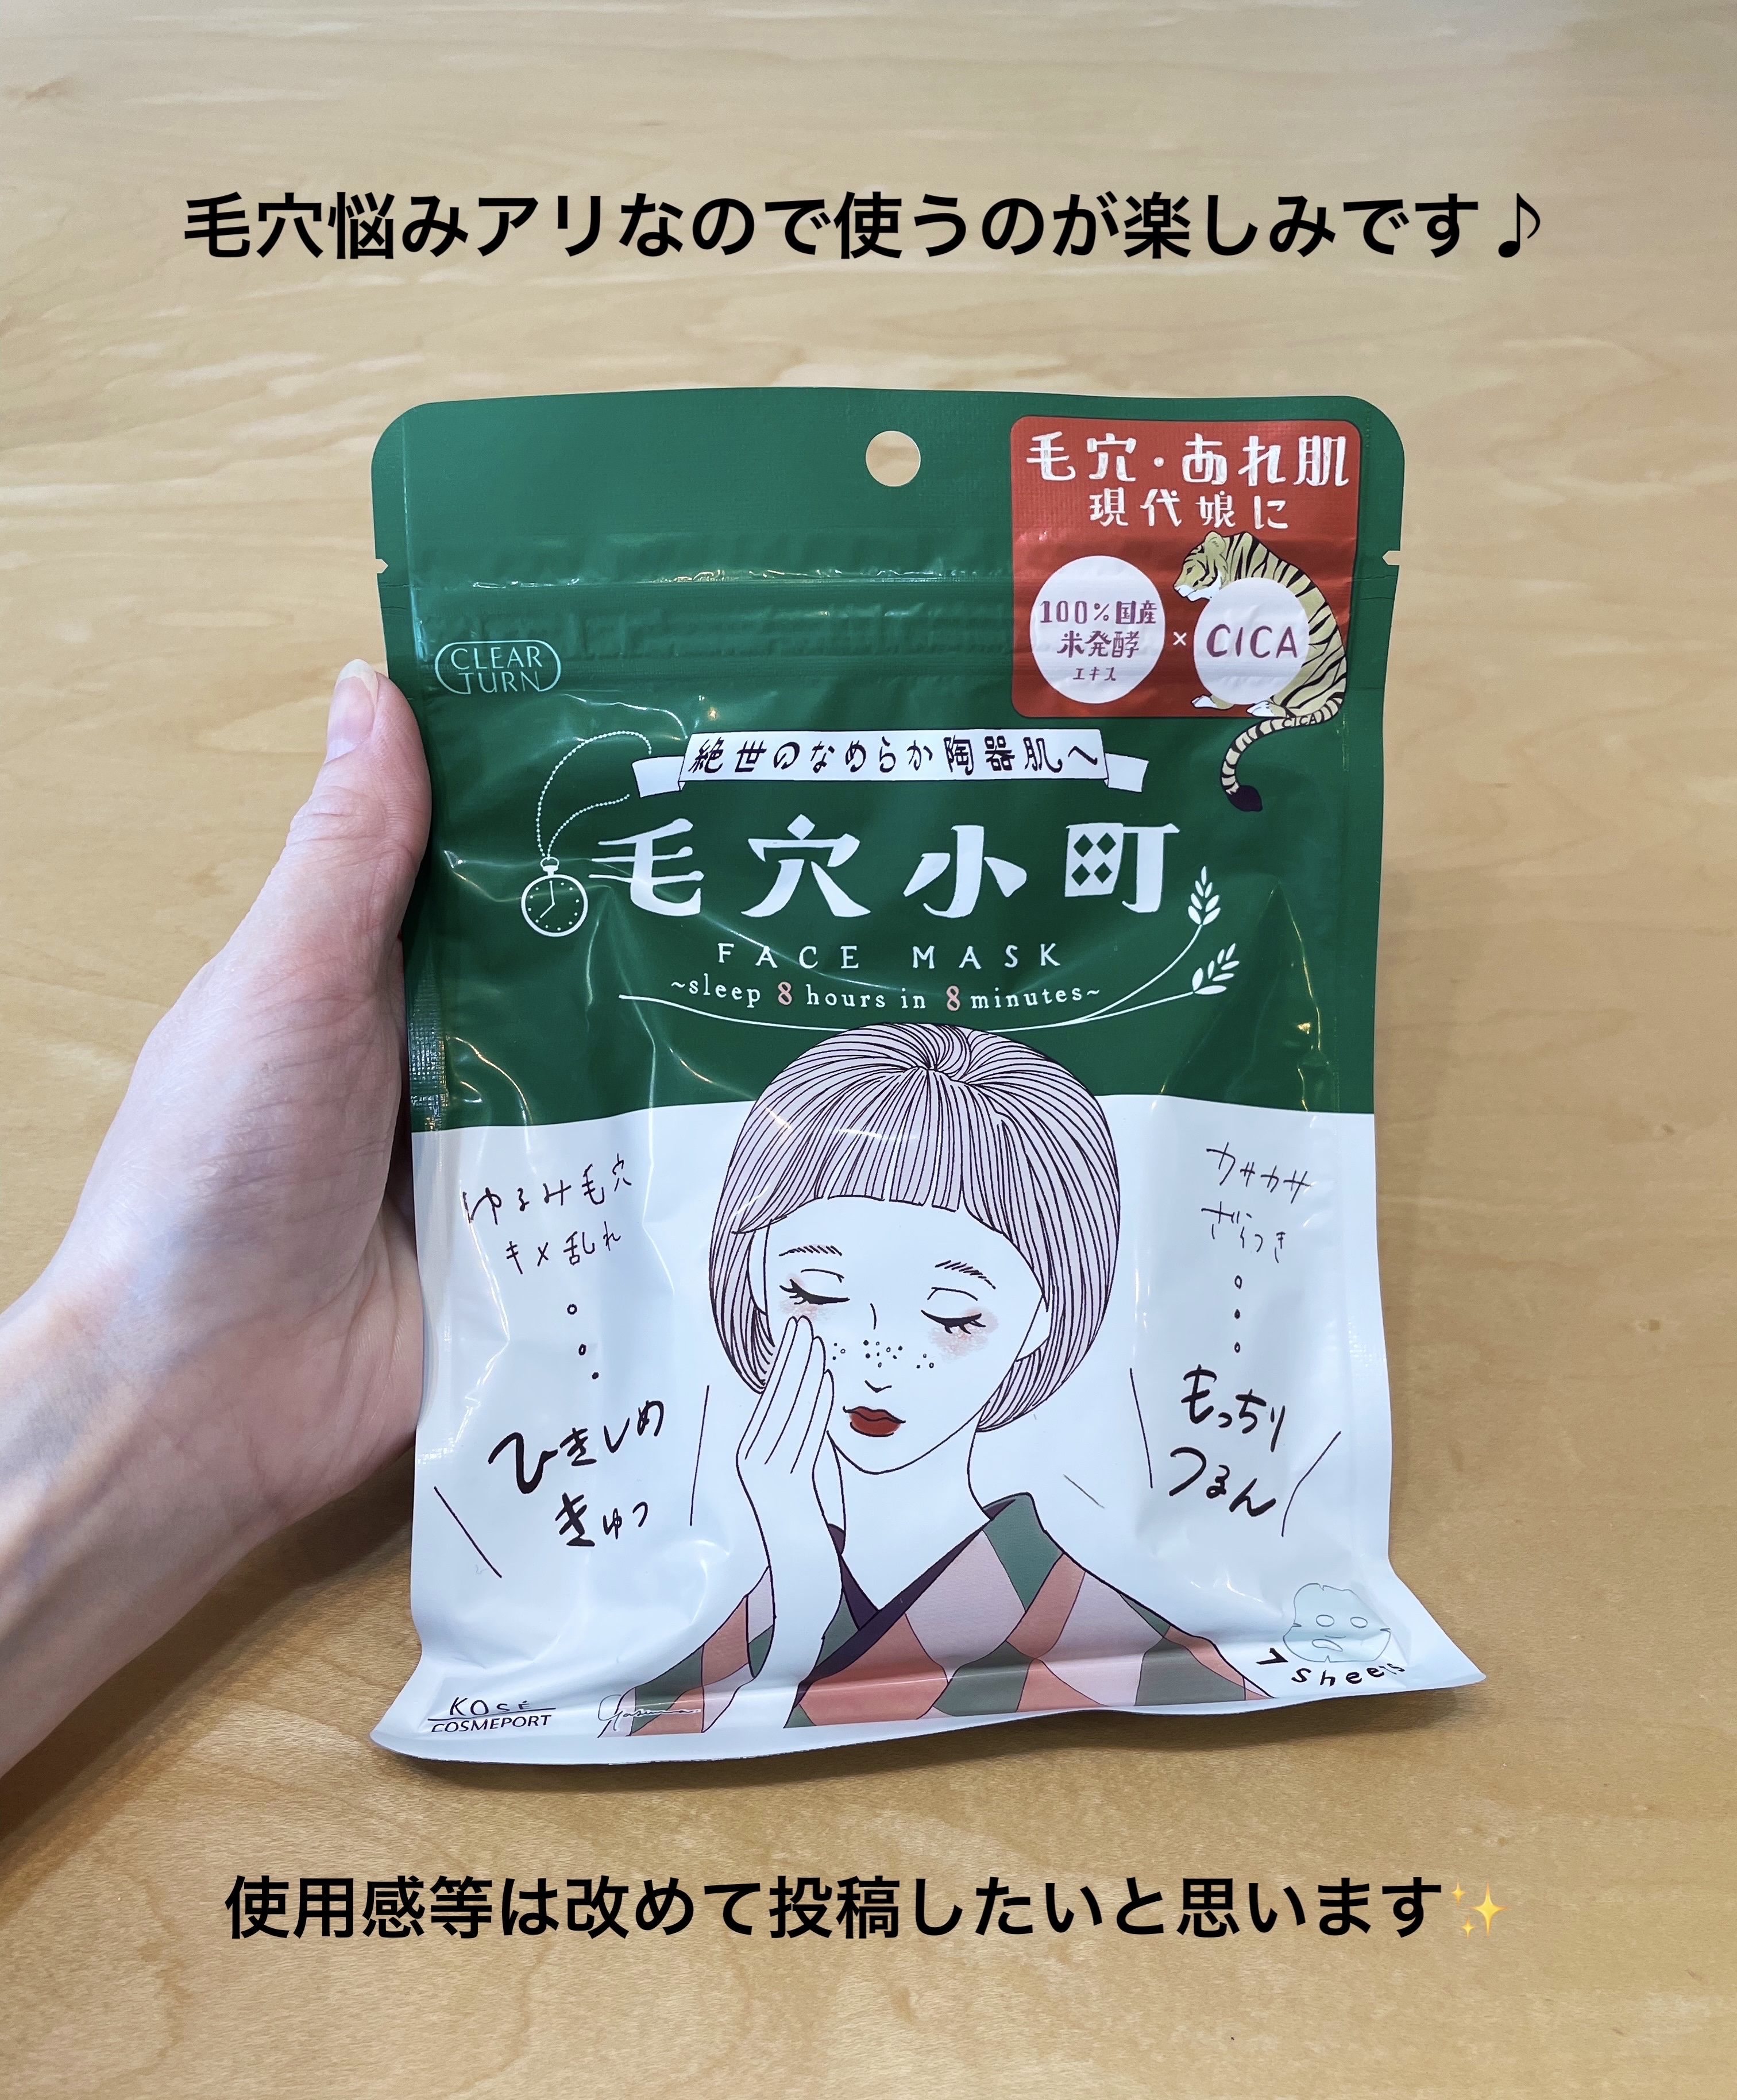 毛穴悩みアリなので使うのが楽しみです♪
毛穴・あれ肌
現代娘に
100%国産
米発酵
エキス
×
CICA
CICA
CLEAR
TURN
絶世のなめらか陶器肌へ
毛穴小町
FACE MASK
~sleep 8 hours in 8 minutes~
ゆるみ毛穴
キメ乱れ
ひきしめ
きゅっ
カサカサ
ざらつき
もっちり
つるん
7 sheets
KOSÉ
COSMEPORT
使用感等は改めて投稿したいと思います✨